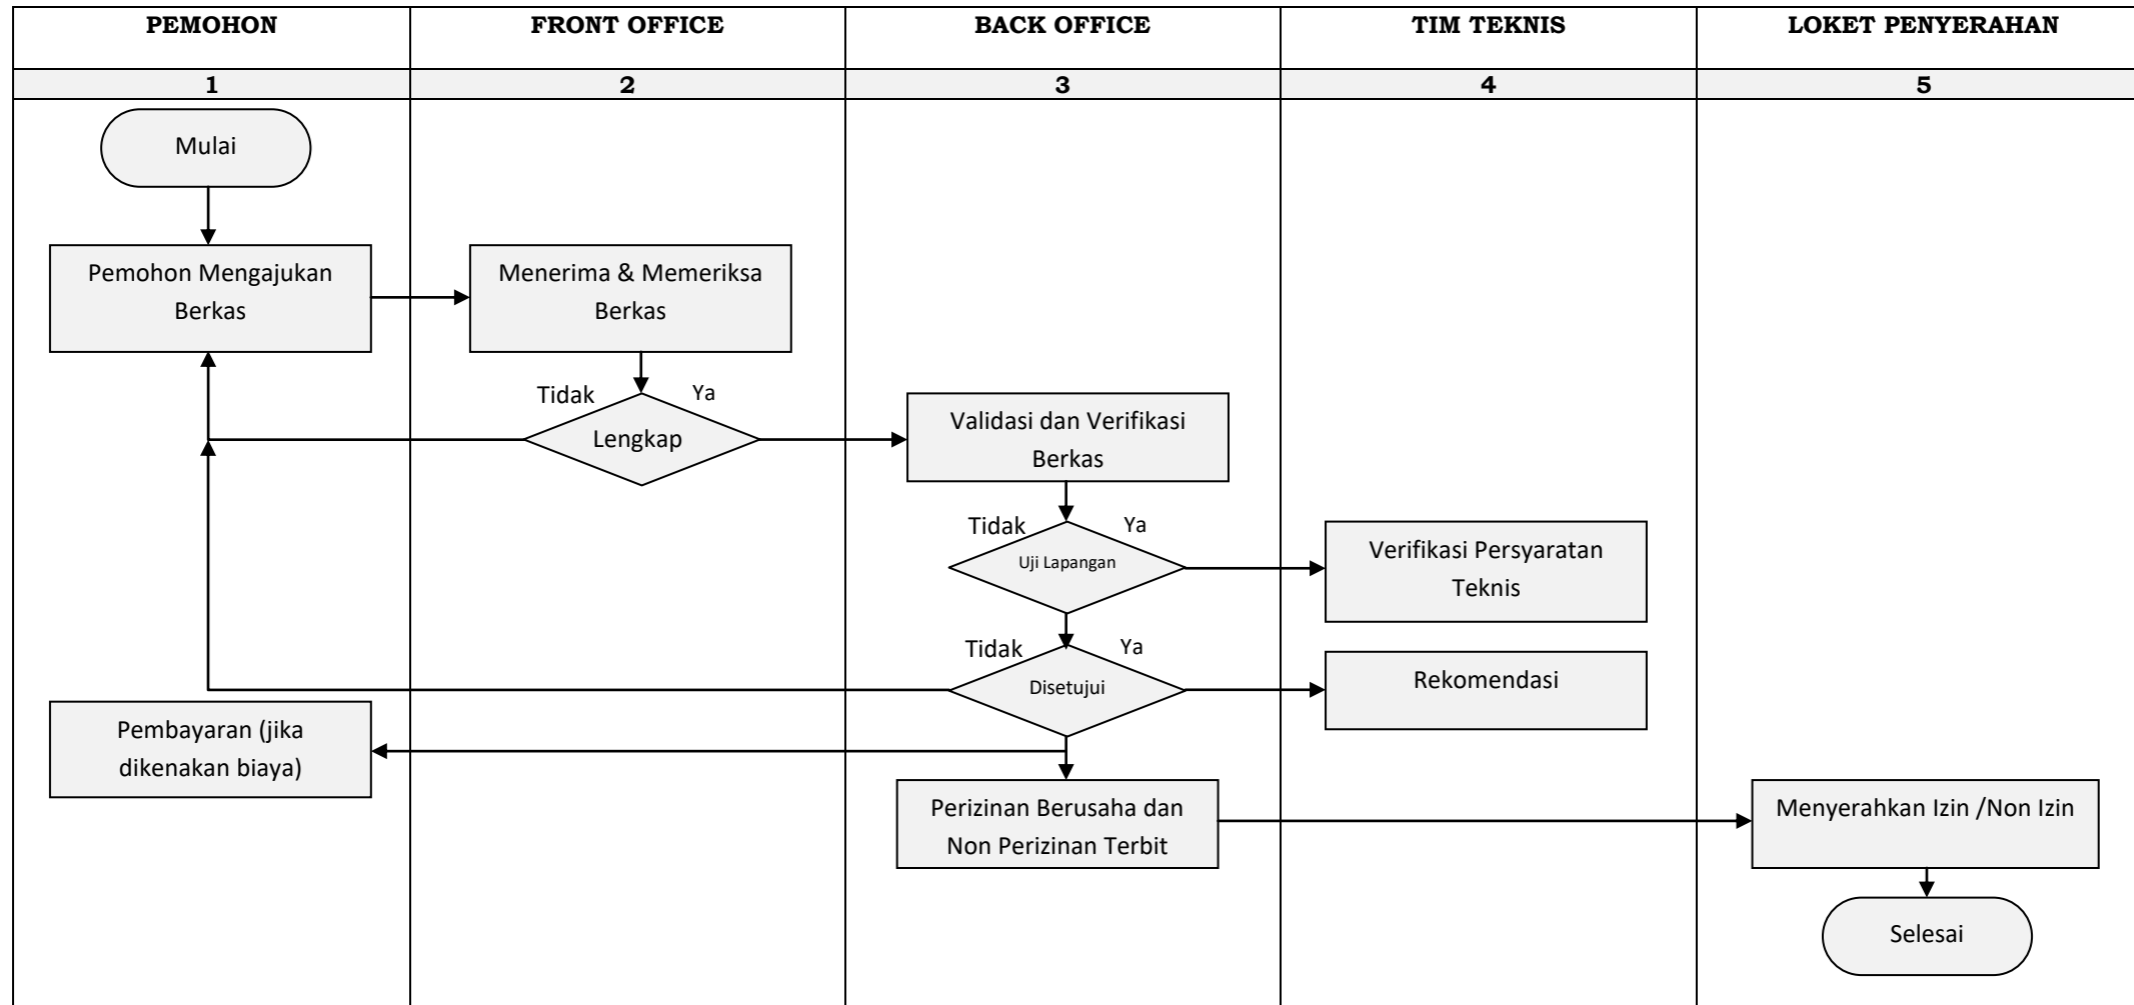 PEMOHON
FRONT OFFICE
BACK OFFICE
TIM TEKNIS
LOKET PENYERAHAN
1
2
3
4
5
Mulai
Pemohon Mengajukan
Berkas
Menerima & Memeriksa
Berkas
Tidak
Ya
Lengkap
Validasi dan Verifikasi
Berkas
Tidak
Ya
Uji Lapangan
Verifikasi Persyaratan
Teknis
Tidak
Ya
Disetujui
Rekomendasi
Pembayaran (jika
dikenakan biaya)
Perizinan Berusaha dan
Non Perizinan Terbit
Menyerahkan Izin /Non Izin
Selesai